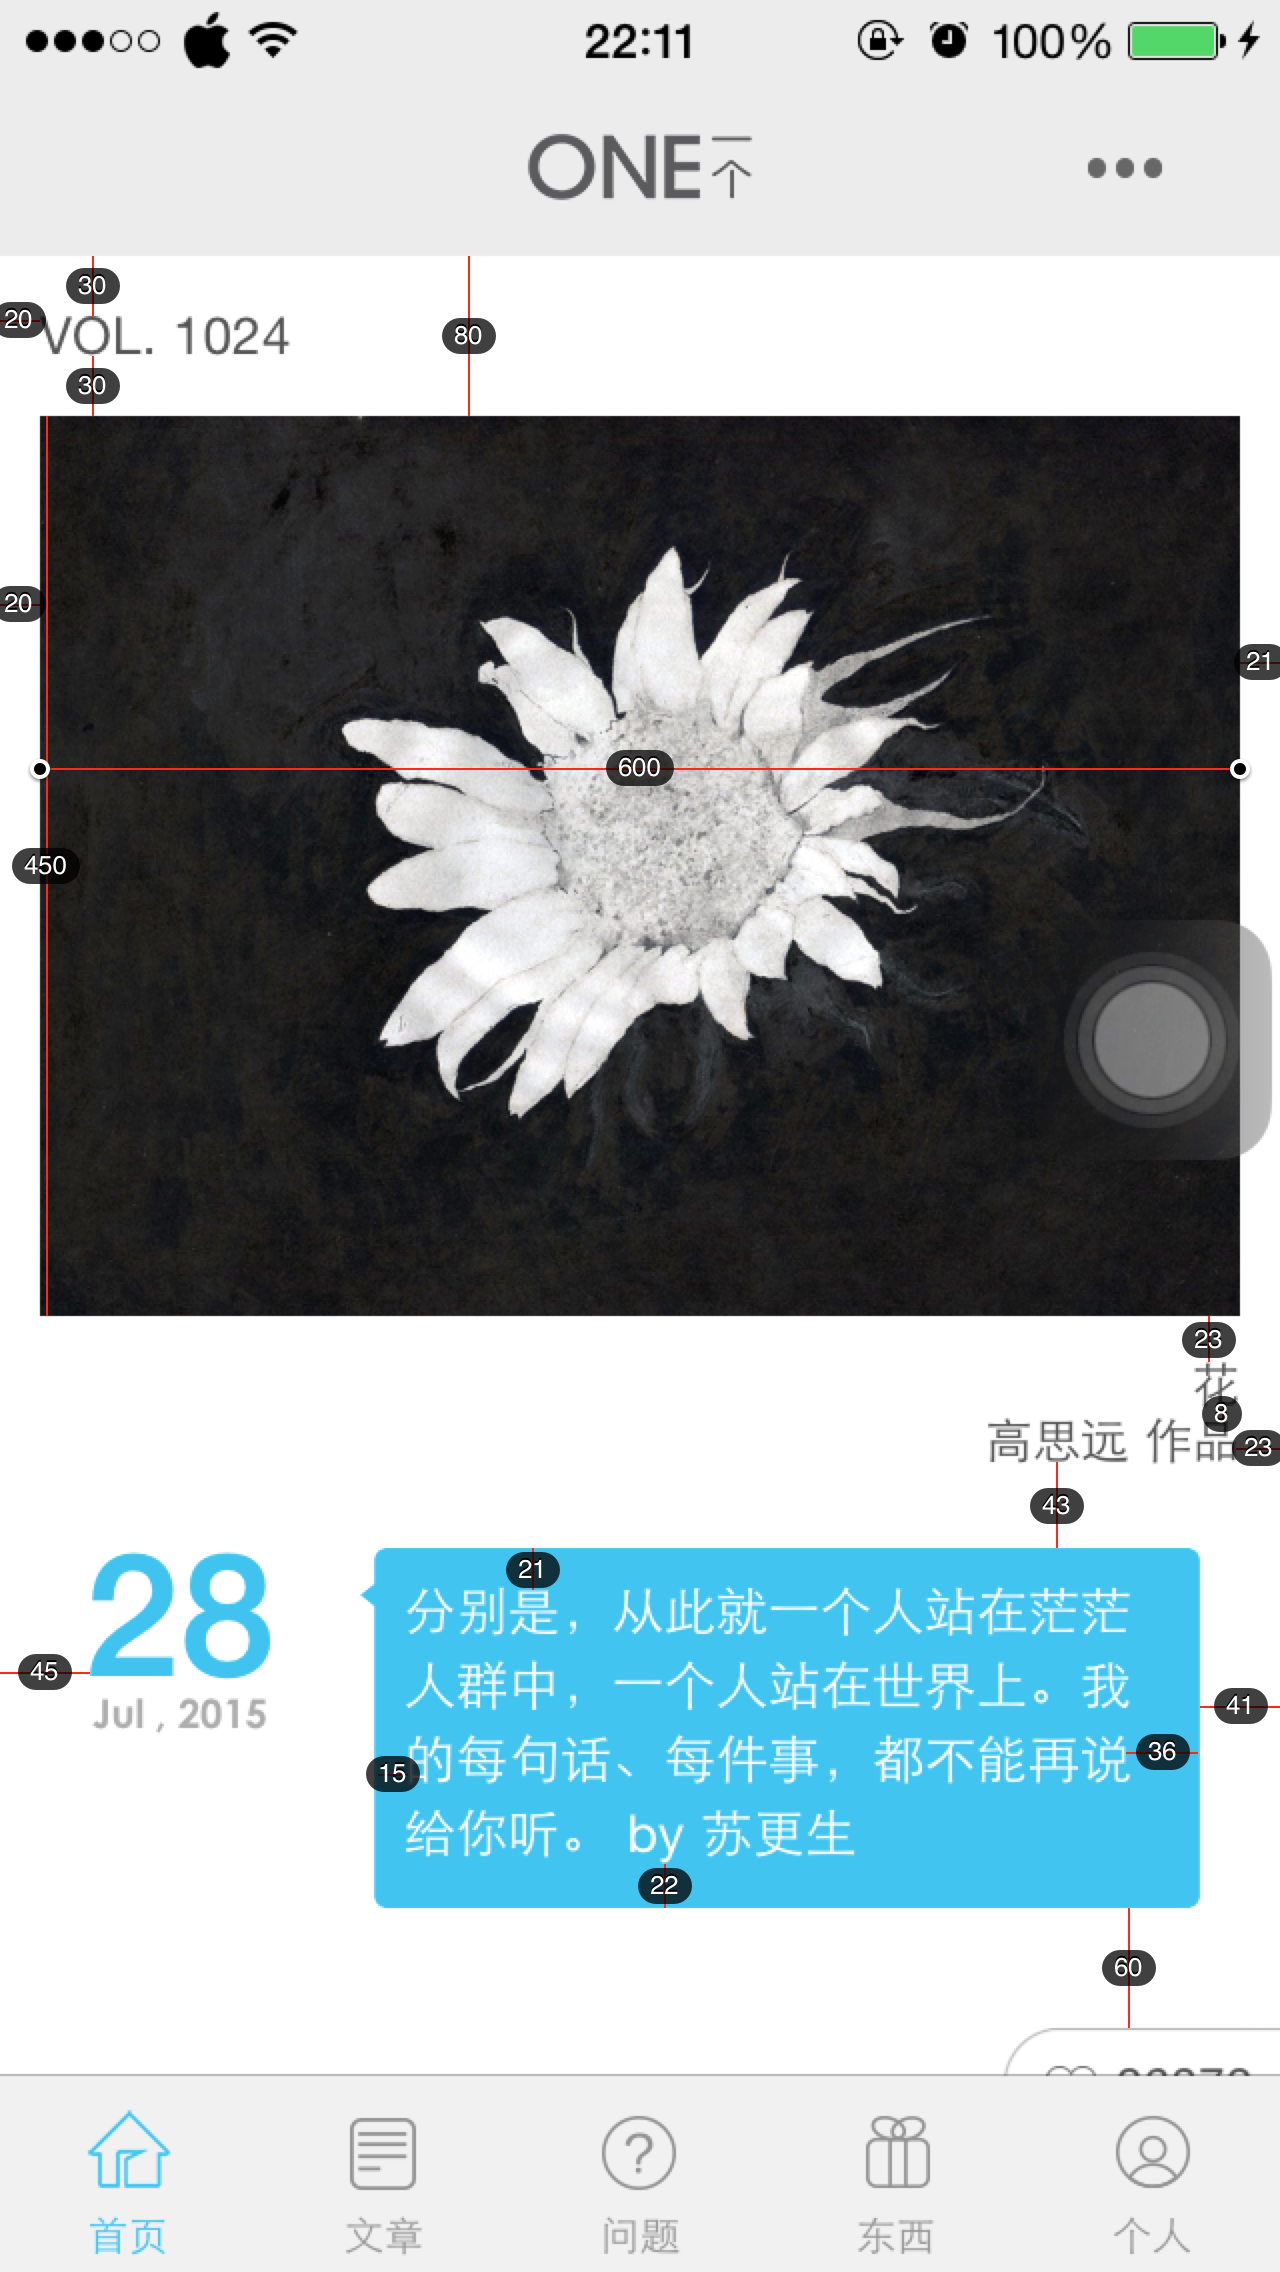 22:11
100%
ONE一个
30
20
VOL. 1024
80
30
20
21
600
450
23
花
8
高思远 作品
23
43
21
28
分别是，从此就一个人站在茫茫
人群中，一个人站在世界上。我
45
Jul , 2015
41
的每句话、每件事，都不能再说
36
15
给你听。 by 苏更生
22
60
首页
文章
问题
东西
个人